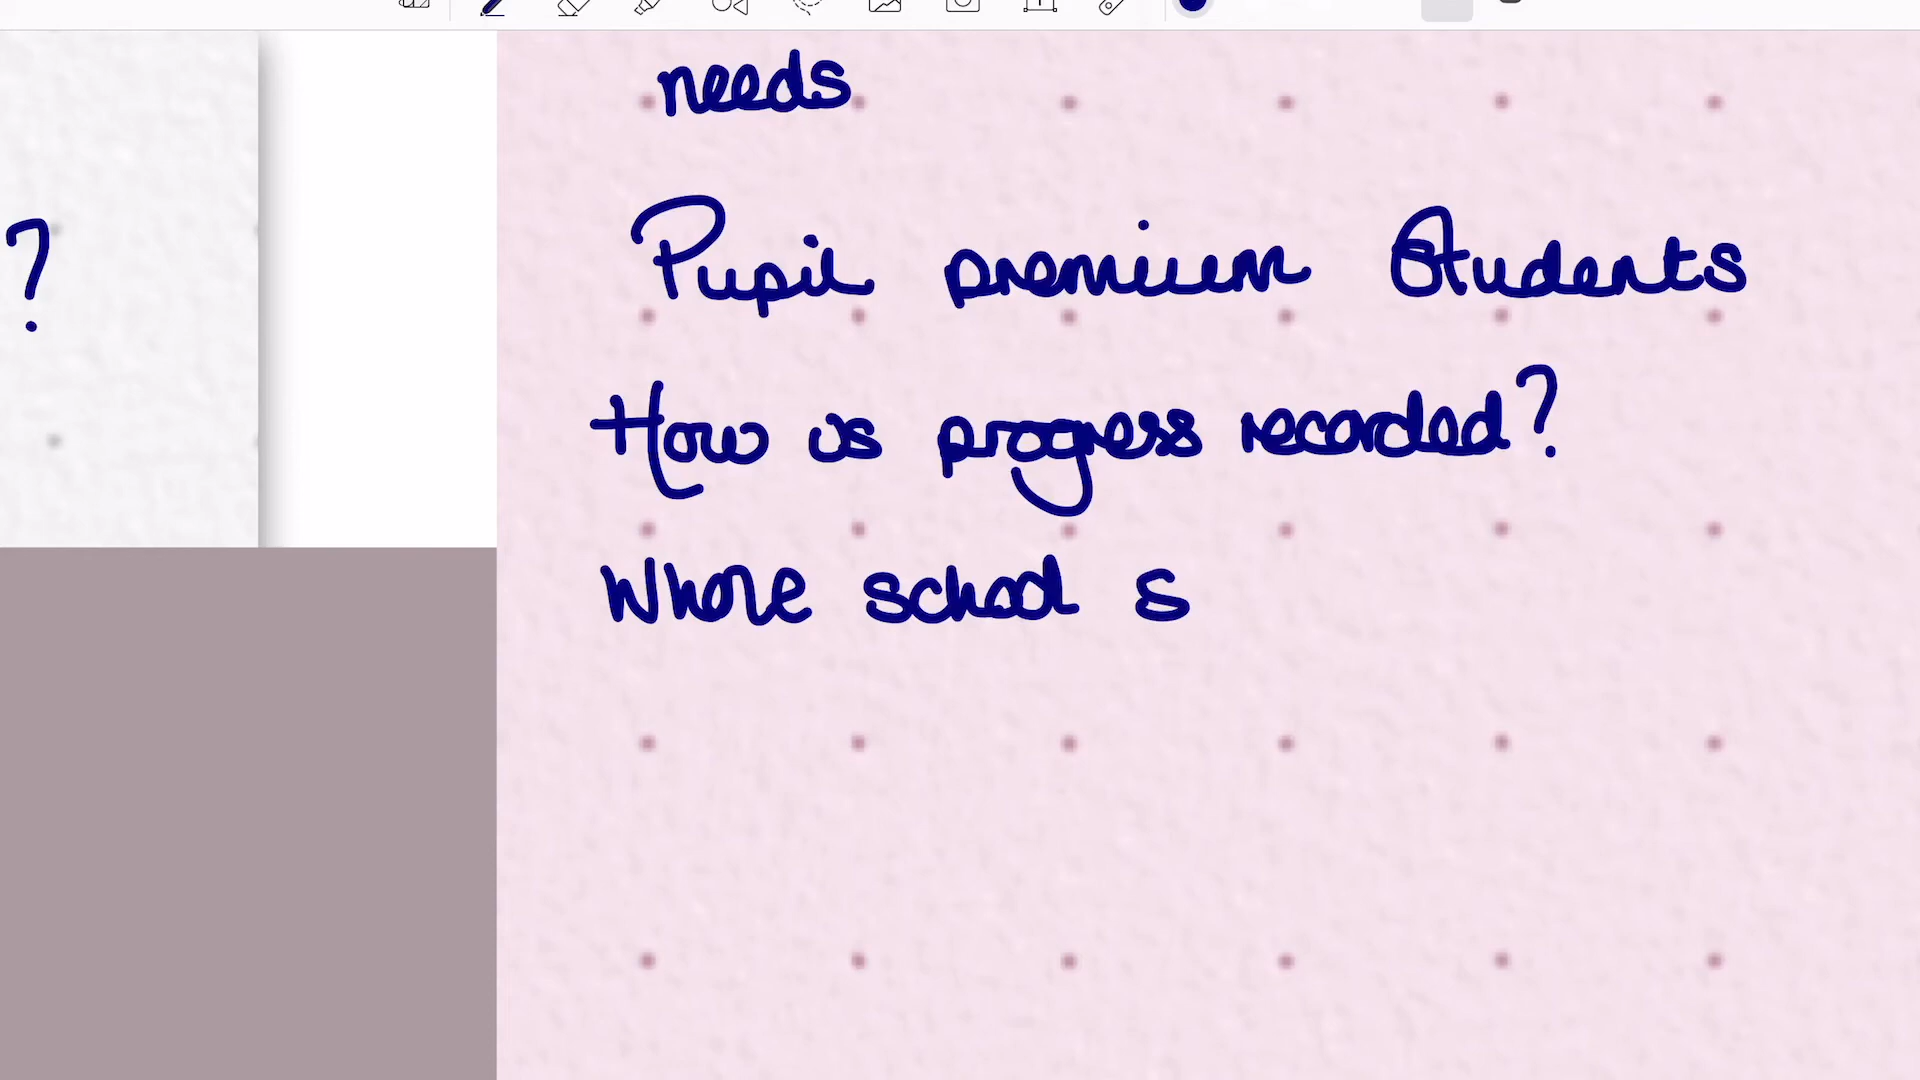 needs
?
Pupil premium Students
How is progress recorded?
Whole school s